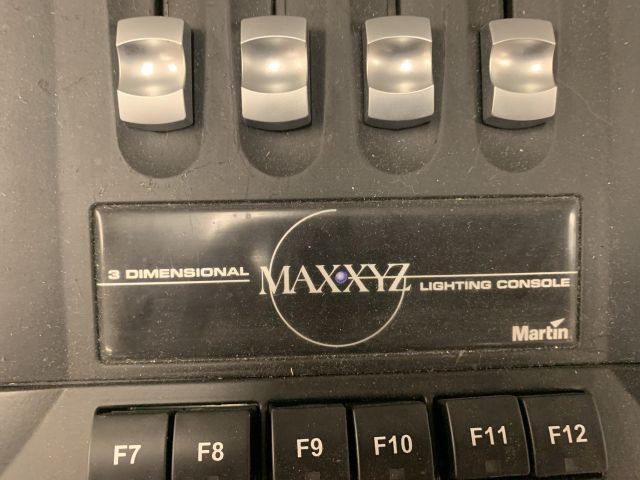 3 DIMENSIONAL MAXXYZ LIGHTING CONSOLE
Martin
F7 F8 F9 F10 F11 F12